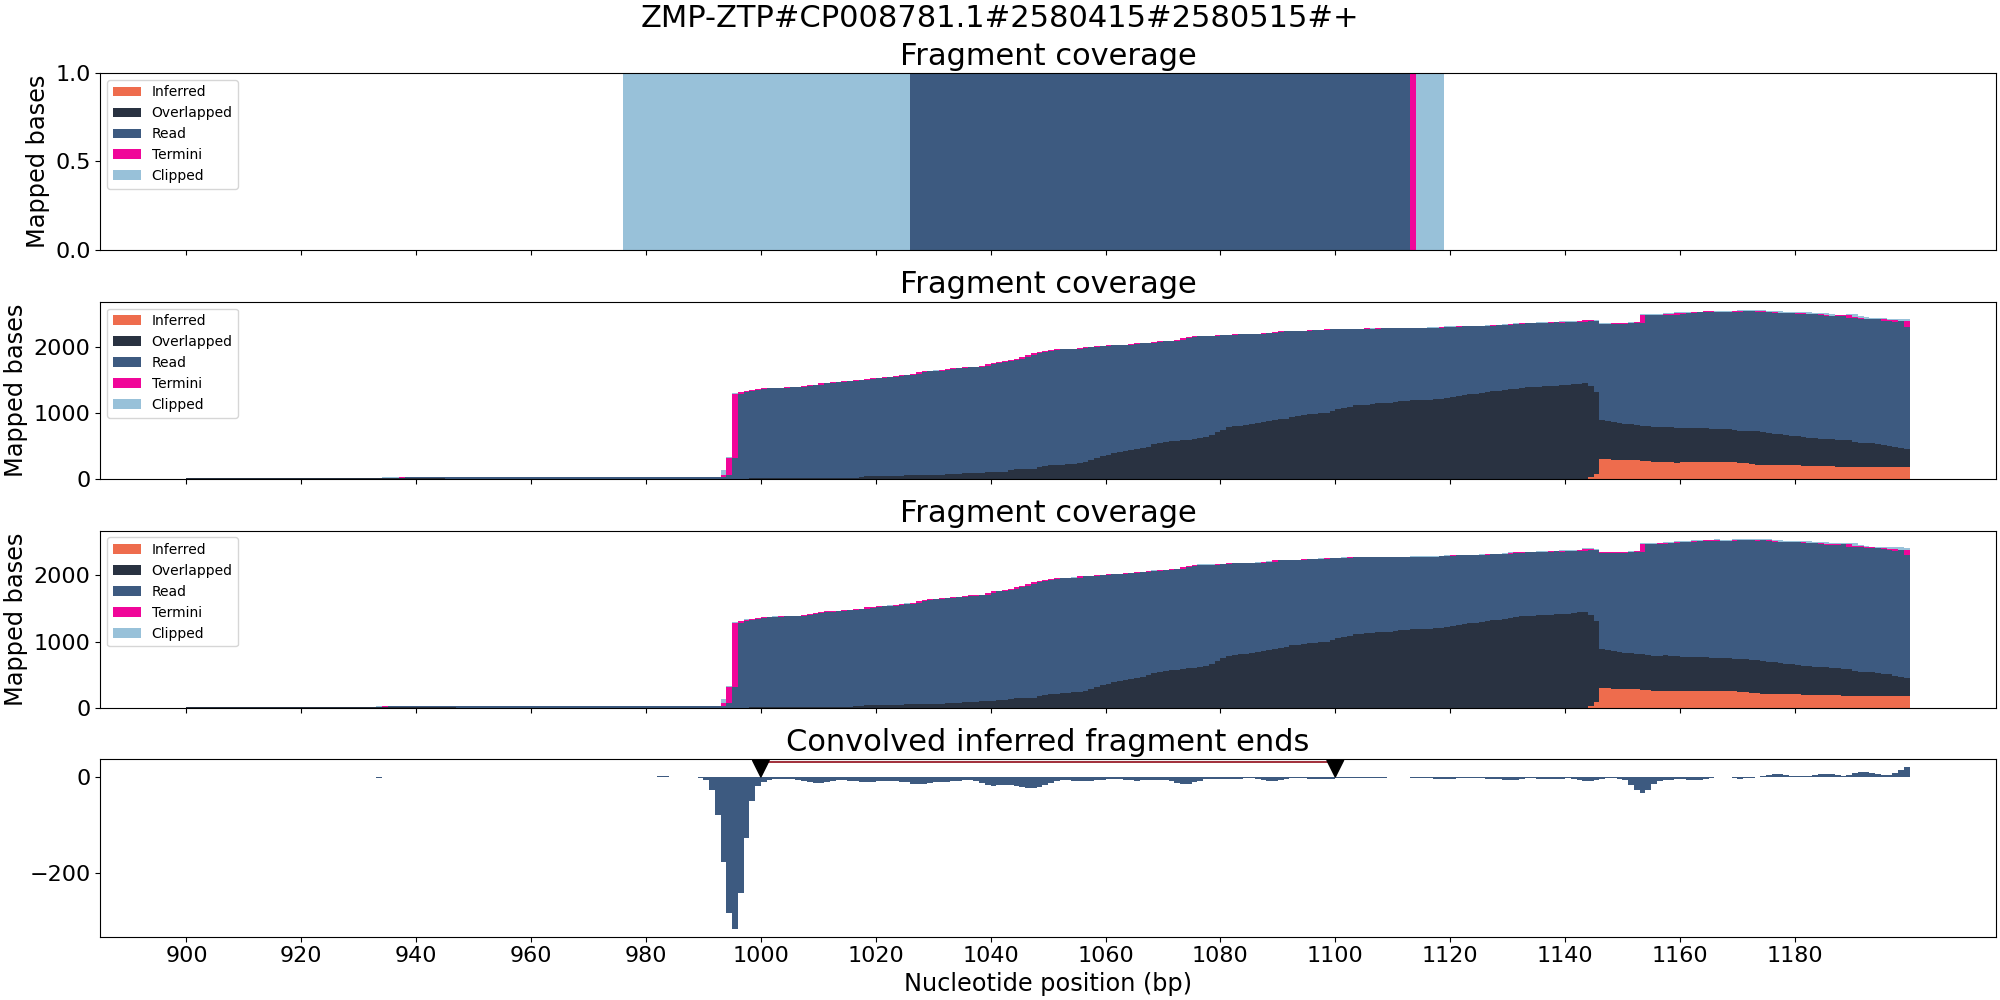 ZMP-ZTP#CP008781.1#2580415#2580515#+
Fragment coverage
Mapped bases
1.0
0.5
0.0
Inferred
Overlapped
Read
Termini
Clipped
Fragment coverage
Mapped bases
2000
1000
0
Inferred
Overlapped
Read
Termini
Clipped
Fragment coverage
Mapped bases
2000
1000
0
Inferred
Overlapped
Read
Termini
Clipped
Convolved inferred fragment ends
0
−200
900 920 940 960 980 1000 1020 1040 1060 1080 1100 1120 1140 1160 1180
Nucleotide position (bp)